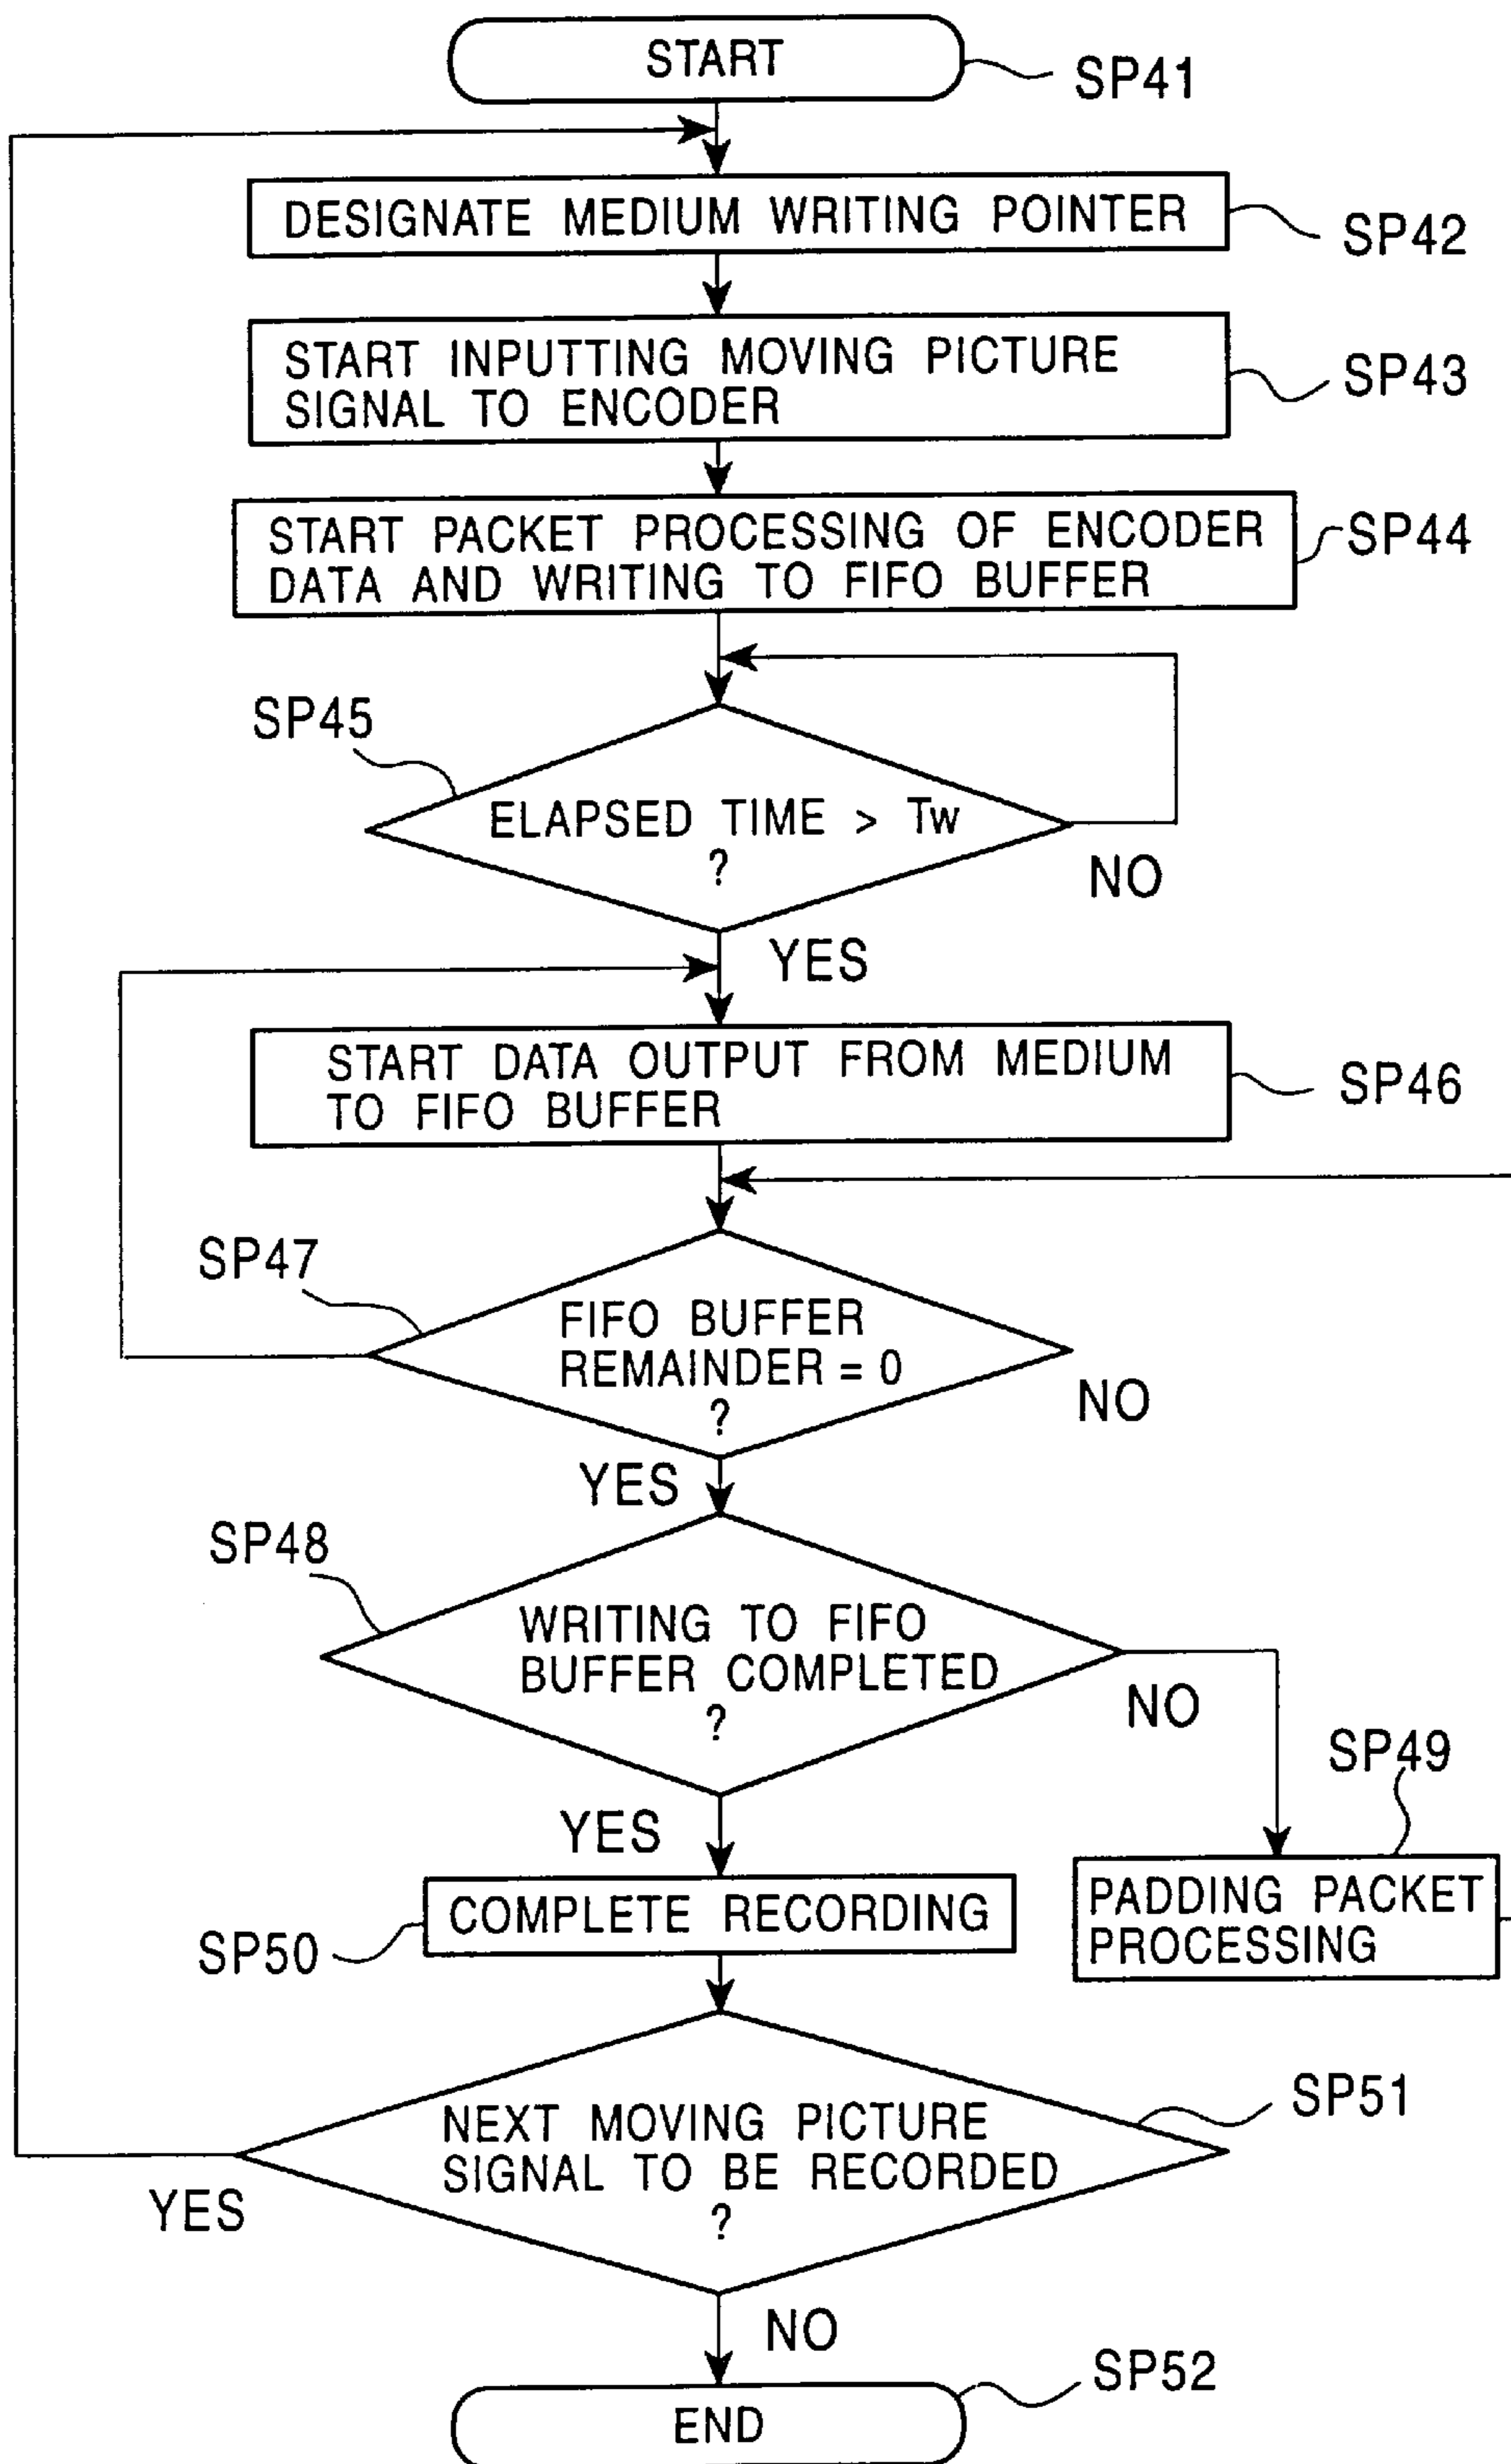 START
SP41
DESIGNATE MEDIUM WRITING POINTER
SP42
START INPUTTING MOVING PICTURE
SIGNAL TO ENCODER
SP43
START PACKET PROCESSING OF ENCODER
DATA AND WRITING TO FIFO BUFFER
SP44
SP45
ELAPSED TIME > Tw
?
NO
YES
START DATA OUTPUT FROM MEDIUM
TO FIFO BUFFER
SP46
SP47
FIFO BUFFER
REMAINDER = 0
?
NO
YES
SP48
WRITING TO FIFO
BUFFER COMPLETED
?
NO
SP49
YES
PADDING PACKET
PROCESSING
COMPLETE RECORDING
SP50
SP51
NEXT MOVING PICTURE
SIGNAL TO BE RECORDED
?
YES
NO
SP52
END